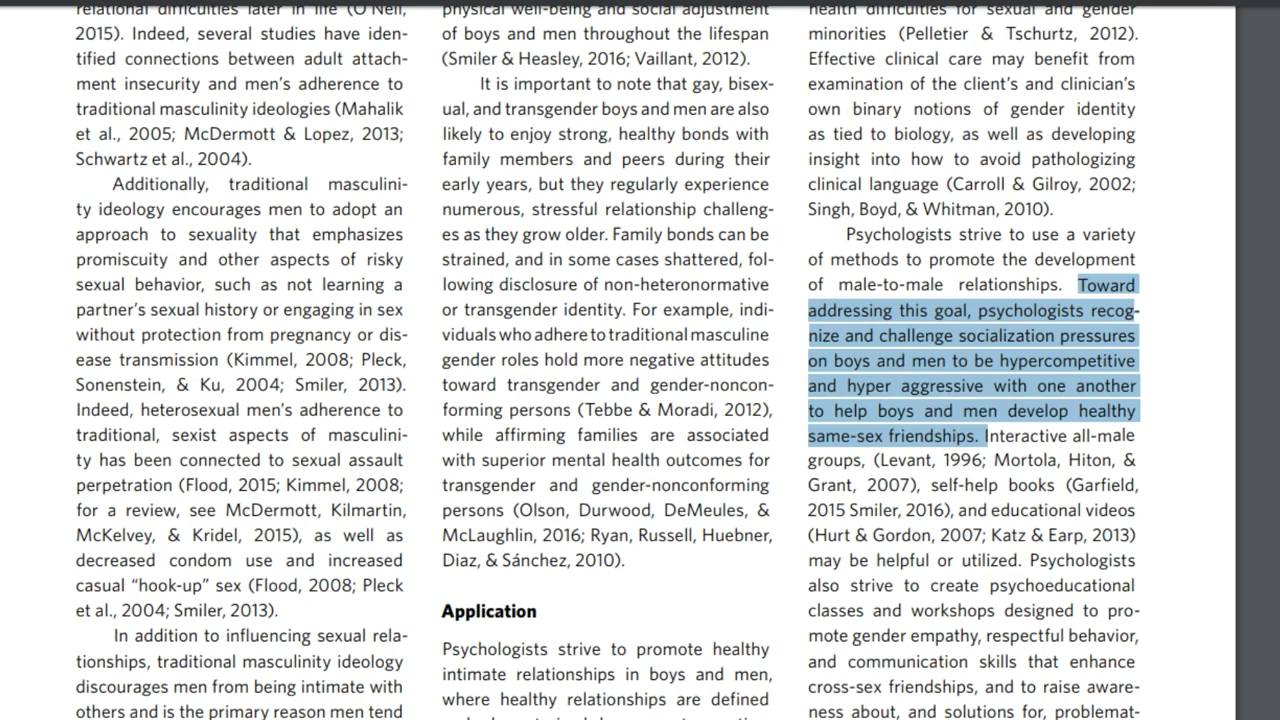 relational difficulties later in life (O'Neil,
2015). Indeed, several studies have iden-
tified connections between adult attach-
ment insecurity and men's adherence to
traditional masculinity ideologies (Mahalik
et al., 2005; McDermott & Lopez, 2013;
Schwartz et al., 2004).
Additionally, traditional masculini-
ty ideology encourages men to adopt an
approach to sexuality that emphasizes
promiscuity and other aspects of risky
sexual behavior, such as not learning a
partner's sexual history or engaging in sex
without protection from pregnancy or dis-
ease transmission (Kimmel, 2008; Pleck,
Sonenstein, & Ku, 2004; Smiler, 2013).
Indeed, heterosexual men's adherence to
traditional, sexist aspects of masculini-
ty has been connected to sexual assault
perpetration (Flood, 2015; Kimmel, 2008;
for a review, see McDermott, Kilmartin,
McKelvey, & Kridel, 2015), as well as
decreased condom use and increased
casual “hook-up” sex (Flood, 2008; Pleck
et al., 2004; Smiler, 2013).
In addition to influencing sexual rela-
tionships, traditional masculinity ideology
discourages men from being intimate with
others and is the primary reason men tend
physical well-being and social adjustment
of boys and men throughout the lifespan
(Smiler & Heasley, 2016; Vaillant, 2012).
It is important to note that gay, bisex-
ual, and transgender boys and men are also
likely to enjoy strong, healthy bonds with
family members and peers during their
early years, but they regularly experience
numerous, stressful relationship challeng-
es as they grow older. Family bonds can be
strained, and in some cases shattered, fol-
lowing disclosure of non-heteronormative
or transgender identity. For example, indi-
viduals who adhere to traditional masculine
gender roles hold more negative attitudes
toward transgender and gender-noncon-
forming persons (Tebbe & Moradi, 2012),
while affirming families are associated
with superior mental health outcomes for
transgender and gender-nonconforming
persons (Olson, Durwood, DeMeules, &
McLaughlin, 2016; Ryan, Russell, Huebner,
Diaz, & Sánchez, 2010).
Application
Psychologists strive to promote healthy
intimate relationships in boys and men,
where healthy relationships are defined
health difficulties for sexual and gender
minorities (Pelletier & Tschurtz, 2012).
Effective clinical care may benefit from
examination of the client's and clinician's
own binary notions of gender identity
as tied to biology, as well as developing
insight into how to avoid pathologizing
clinical language (Carroll & Gilroy, 2002;
Singh, Boyd, & Whitman, 2010).
Psychologists strive to use a variety
of methods to promote the development
of male-to-male relationships. Toward
addressing this goal, psychologists recog-
nize and challenge socialization pressures
on boys and men to be hypercompetitive
and hyper aggressive with one another
to help boys and men develop healthy
same-sex friendships. Interactive all-male
groups, (Levant, 1996; Mortola, Hiton, &
Grant, 2007), self-help books (Garfield,
2015 Smiler, 2016), and educational videos
(Hurt & Gordon, 2007; Katz & Earp, 2013)
may be helpful or utilized. Psychologists
also strive to create psychoeducational
classes and workshops designed to pro-
mote gender empathy, respectful behavior,
and communication skills that enhance
cross-sex friendships, and to raise aware-
ness about, and solutions for, problemat-